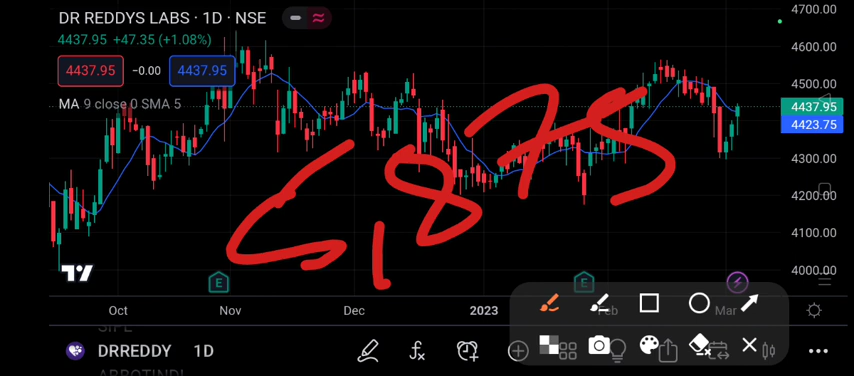 DR REDDYS LABS · 1D · NSE
4437.95 +47.35 (+1.08%)
4437.95 −0.00 4437.95
MA 9 close 0 SMA 5
4700.00
4600.00
4500.00
4437.95
4423.75
4300.00
4200.00
4100.00
4000.00
E E
Oct Nov Dec 2023 Feb Mar
DRREDDY 1D